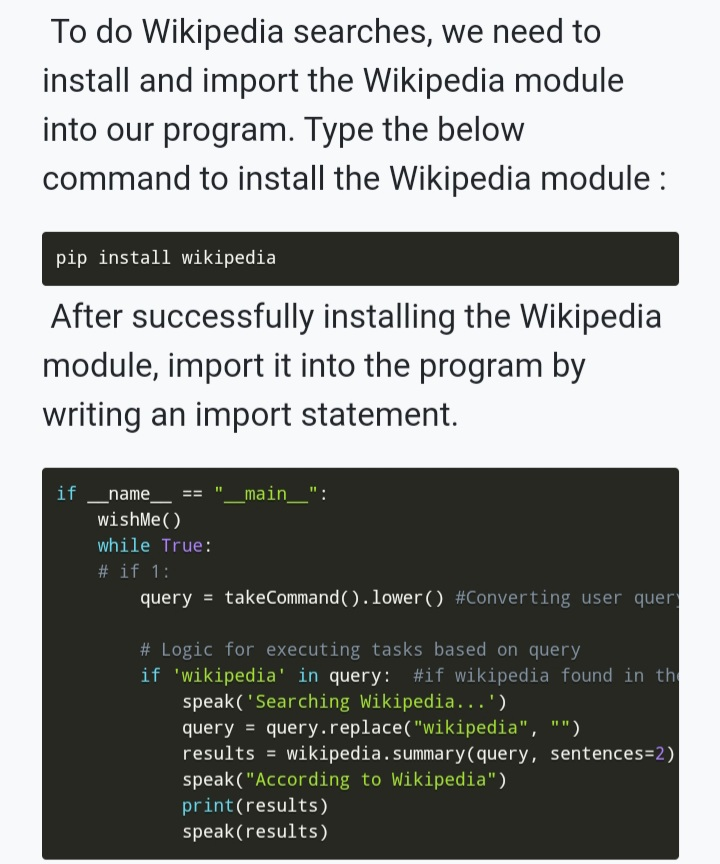 To do Wikipedia searches, we need to
install and import the Wikipedia module
into our program. Type the below
command to install the Wikipedia module :
pip install wikipedia
After successfully installing the Wikipedia
module, import it into the program by
writing an import statement.
if __name__ == "__main__":
    wishMe()
    while True:
    # if 1:
        query = takeCommand().lower() #Converting user query
        # Logic for executing tasks based on query
        if 'wikipedia' in query:  #if wikipedia found in the
            speak('Searching Wikipedia...')
            query = query.replace("wikipedia", "")
            results = wikipedia.summary(query, sentences=2)
            speak("According to Wikipedia")
            print(results)
            speak(results)